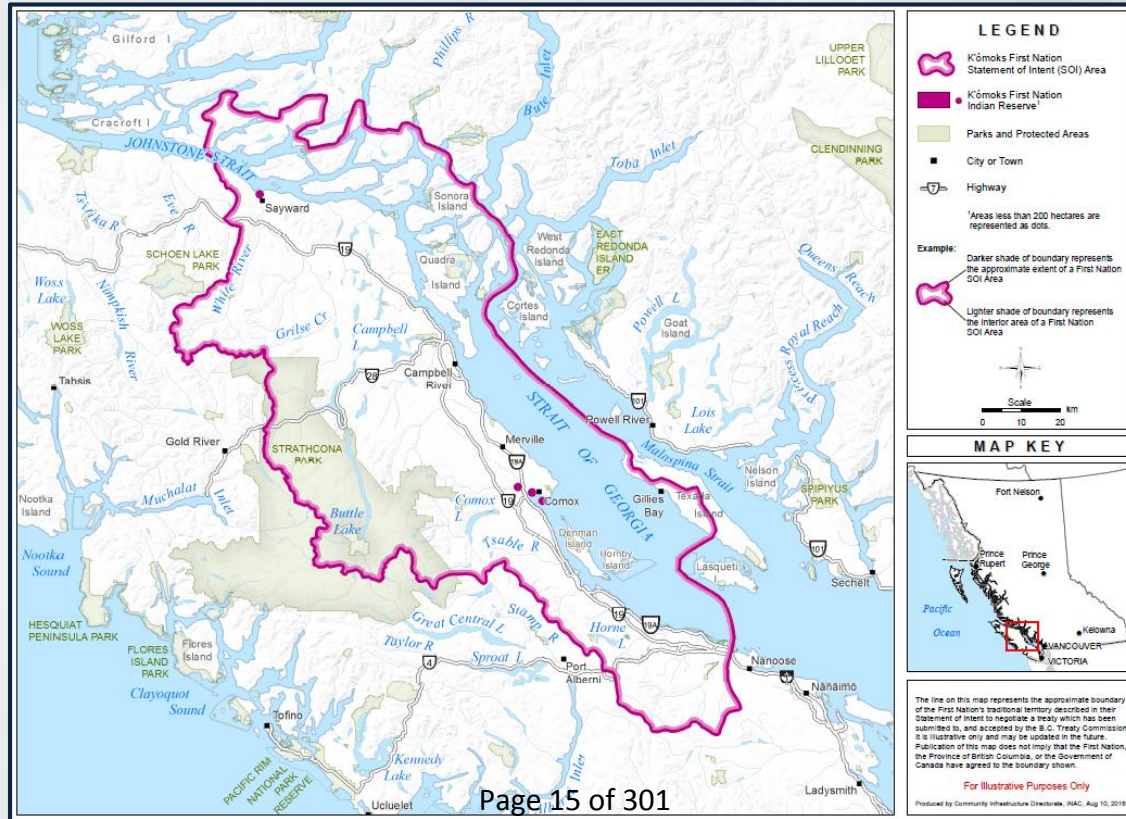 Gilford I
Phillips R
Bute Inlet
UPPER
LILLOOET
PARK
Cracroft I
JOHNSTONE STRAIT
Toba Inlet
CLENDINNING
PARK
Tsitika R
Eve R
Sayward
Sonora
Island
SCHOEN LAKE
PARK
White River
19
West
Redonda
Island
EAST
REDONDA
ISLAND
ER
Quadra
Island
Queens Reach
Woss
Lake
Nimpkish
River
Cortes
Island
Powell L
Goat
Island
Princess Royal Reach
WOSS
LAKE
PARK
Grilse Cr
Campbell
L
Campbell
River
28
Tahsis
101
Powell River
Lois
Lake
STRAIT
OF
GEORGIA
Gold River
STRATHCONA
PARK
Merville
19A
Malaspina Strait
Nelson
Island
SPIPIYUS
PARK
Nootka
Island
Muchalat
Inlet
Buttle
Lake
Comox
L
19
Comox
Gillies
Bay
Texada
Island
Denman
Island
Hornby
Island
Tsable R
Lasqueti
101
Sechelt
Nootka
Sound
HESQUIAT
PENINSULA PARK
FLORES
ISLAND
PARK
Flores
Island
Great Central L
Stamp R
Horne
L
19
19A
Taylor R
4
Sproat L
Port
Alberni
Nanoose
1
Nanaimo
Clayoquot
Sound
Tofino
PACIFIC RIM
NATIONAL
PARK
RESERVE
Kennedy
Lake
Ucluelet
Inlet
Ladysmith
Page 15 of 301
LEGEND
K'ómoks First Nation
Statement of Intent (SOI) Area
K'ómoks First Nation
Indian Reserve¹
Parks and Protected Areas
City or Town
7 Highway
¹Areas less than 200 hectares are
represented as dots.
Example:
Darker shade of boundary represents
the approximate extent of a First Nation
SOI Area
Lighter shade of boundary represents
the interior area of a First Nation
SOI Area
Scale
0 10 20 km
MAP KEY
Fort Nelson
Prince
Rupert
Prince
George
Pacific
Ocean
Kelowna
VANCOUVER
VICTORIA
The line on this map represents the approximate boundary
of the First Nation's traditional territory described in their
Statement of Intent to negotiate a treaty which has been
submitted to, and accepted by the B.C. Treaty Commission.
It is illustrative only and may be updated in the future.
Publication of this map does not imply that the First Nation,
the Province of British Columbia, or the Government of
Canada have agreed to the boundary shown.
For Illustrative Purposes Only
Produced by Community Infrastructure Directorate, INAC, Aug 10, 2016